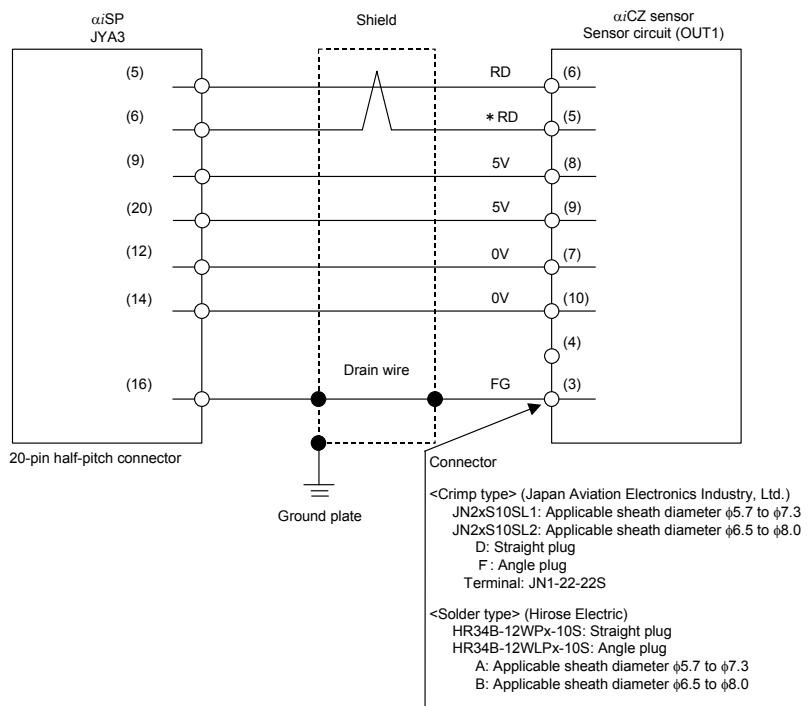 αiSP
JYA3
Shield
αiCZ sensor
Sensor circuit (OUT1)
(5) RD (6)
(6) *RD (5)
(9) 5V (8)
(20) 5V (9)
(12) 0V (7)
(14) 0V (10)
(4)
Drain wire
(16) FG (3)
20-pin half-pitch connector
Ground plate
Connector
<Crimp type> (Japan Aviation Electronics Industry, Ltd.)
JN2xS10SL1: Applicable sheath diameter ϕ5.7 to ϕ7.3
JN2xS10SL2: Applicable sheath diameter ϕ6.5 to ϕ8.0
D: Straight plug
F : Angle plug
Terminal: JN1-22-22S
<Solder type> (Hirose Electric)
HR34B-12WPx-10S: Straight plug
HR34B-12WLPx-10S: Angle plug
A: Applicable sheath diameter ϕ5.7 to ϕ7.3
B: Applicable sheath diameter ϕ6.5 to ϕ8.0